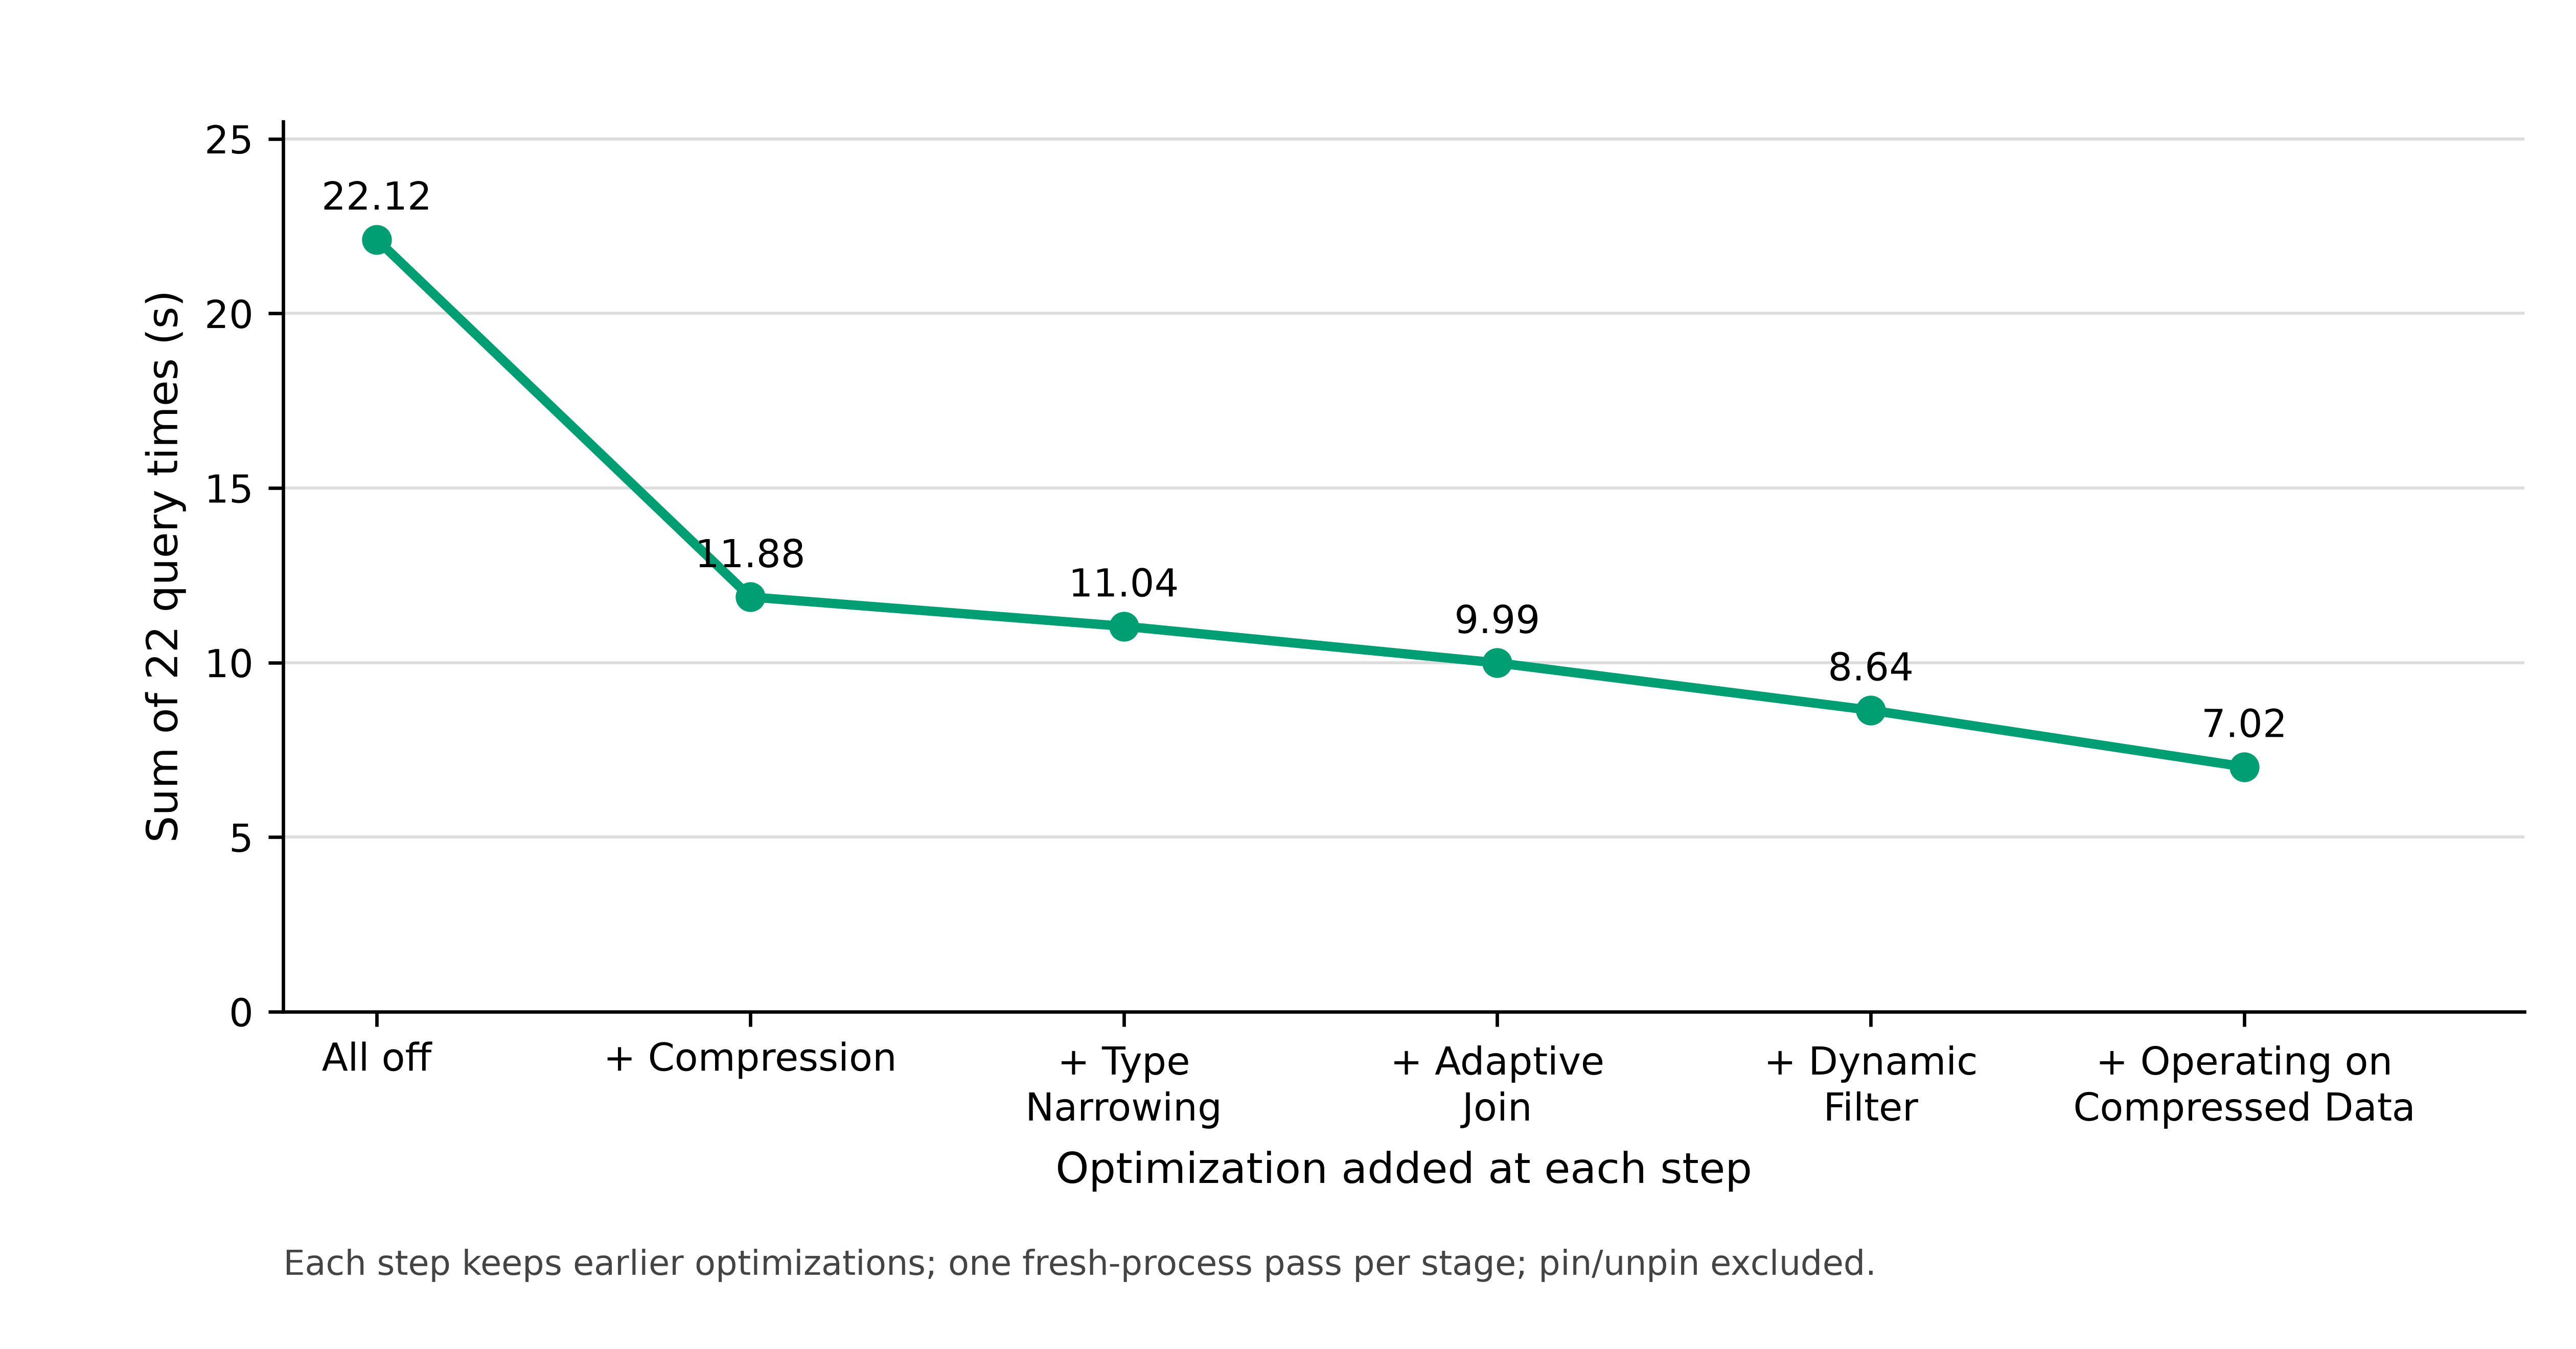 25
22.12
20
15
11.88
11.04
9.99
10
8.64
7.02
5
0
Sum of 22 query times (s)
All off
+ Compression
+ Type
Narrowing
+ Adaptive
Join
+ Dynamic
Filter
+ Operating on
Compressed Data
Optimization added at each step
Each step keeps earlier optimizations; one fresh-process pass per stage; pin/unpin excluded.